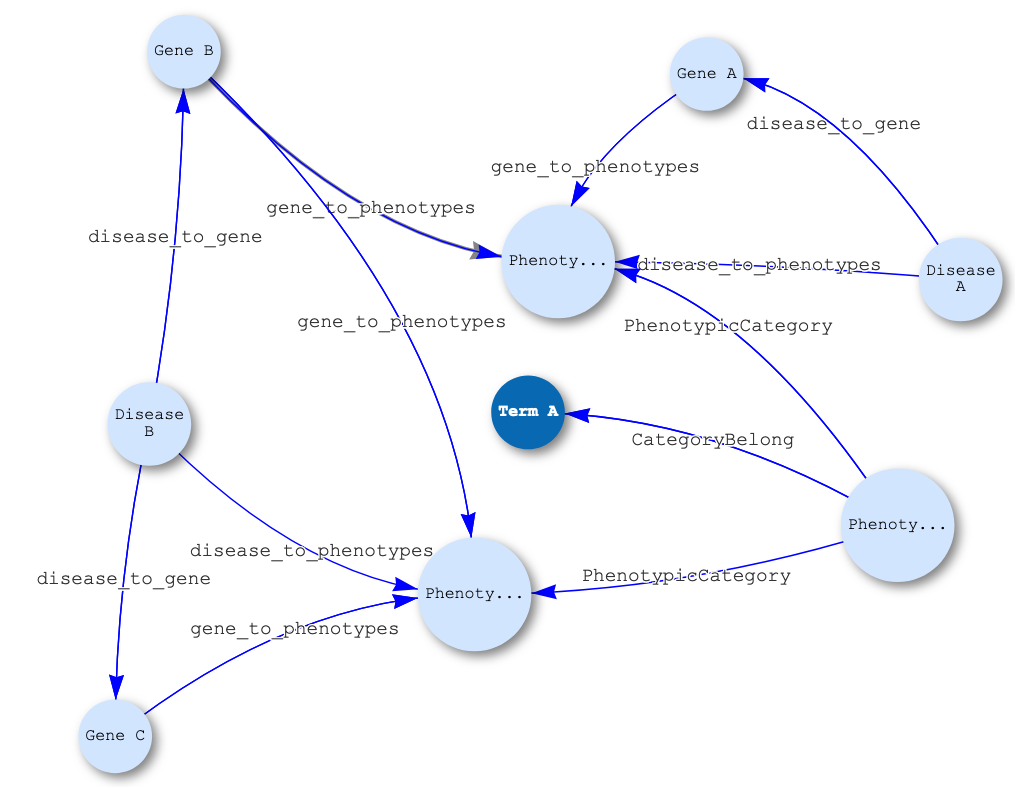 Gene B
Gene A
disease_to_gene
gene_to_phenotypes
gene_to_phenotypes
disease_to_gene
Phenoty...
disease_to_phenotypes
Disease
A
gene_to_phenotypes
PhenotypicCategory
Disease
B
Term A
CategoryBelong
Phenoty...
disease_to_phenotypes
disease_to_gene
PhenotypicCategory
Phenoty...
gene_to_phenotypes
Gene C